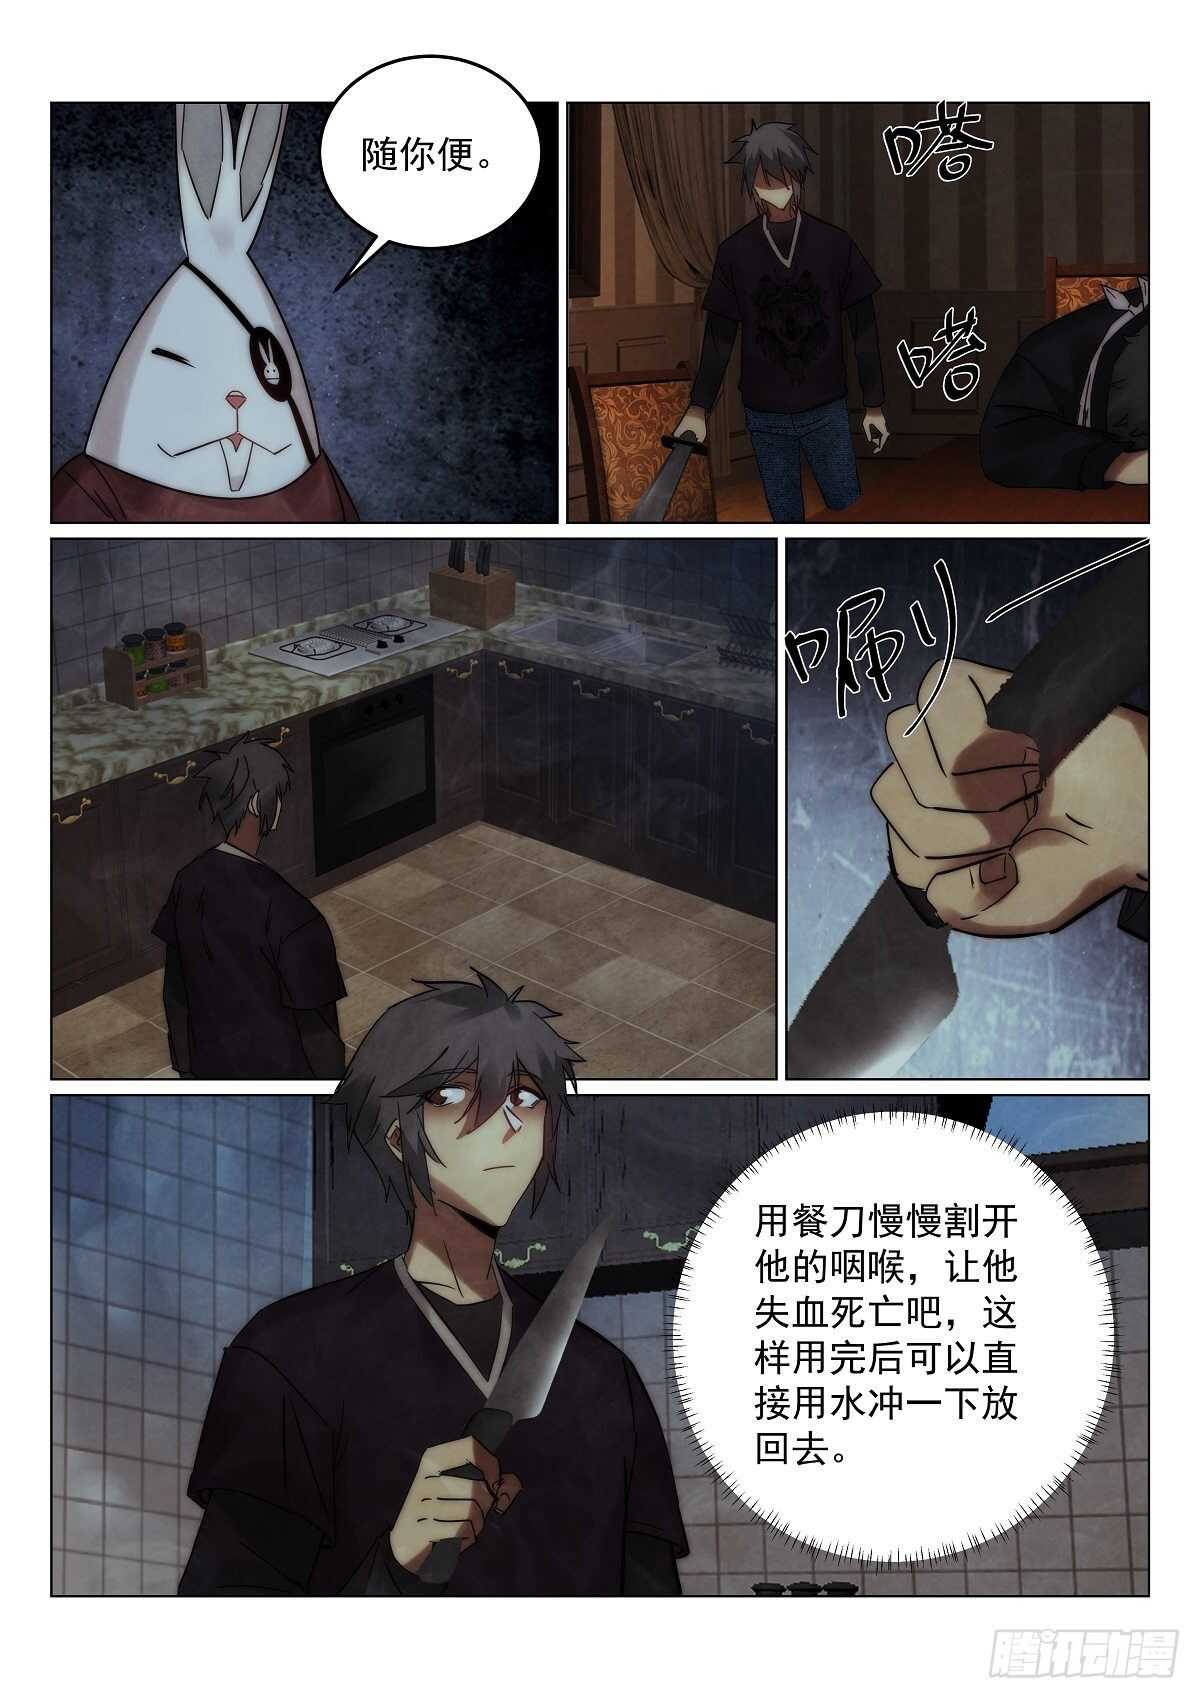 随你便。
嗒
嗒
唰
用餐刀慢慢割开
他的咽喉，让他
失血死亡吧，这
样用完后可以直
接用水冲一下放
回去。
腾讯动漫